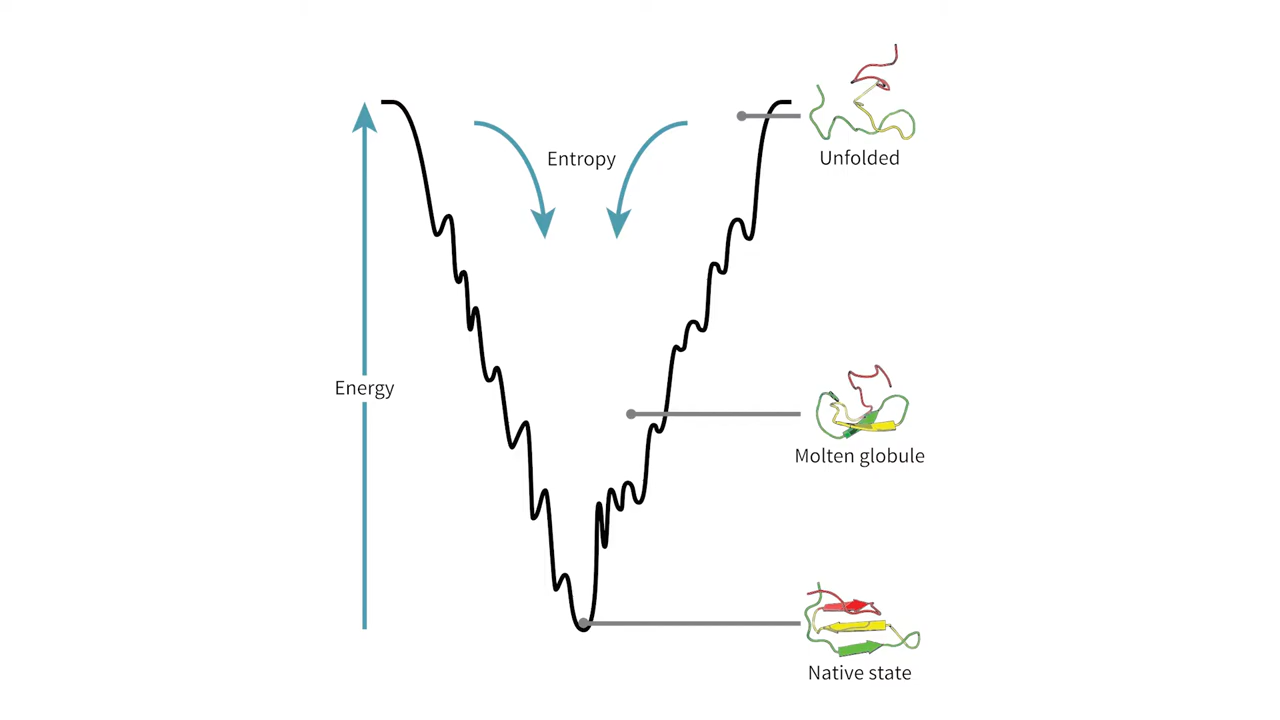 Entropy
Unfolded
Energy
Molten globule
Native state